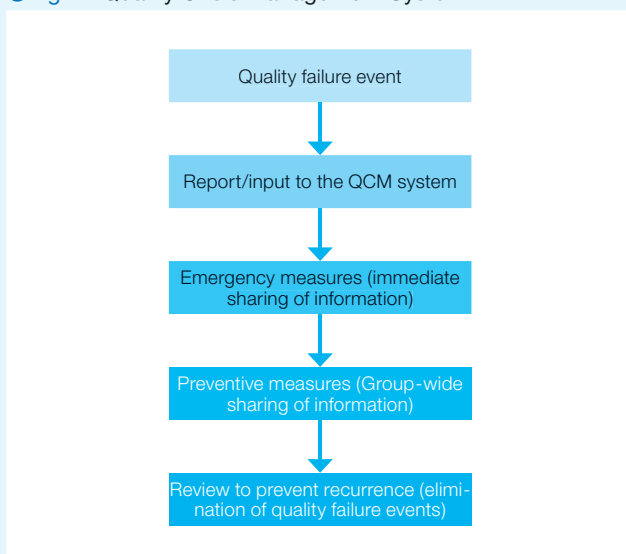 Quality failure event
Report/input to the QCM system
Emergency measures (immediate
sharing of information)
Preventive measures (Group-wide
sharing of information)
Review to prevent recurrence (elimi-
nation of quality failure events)